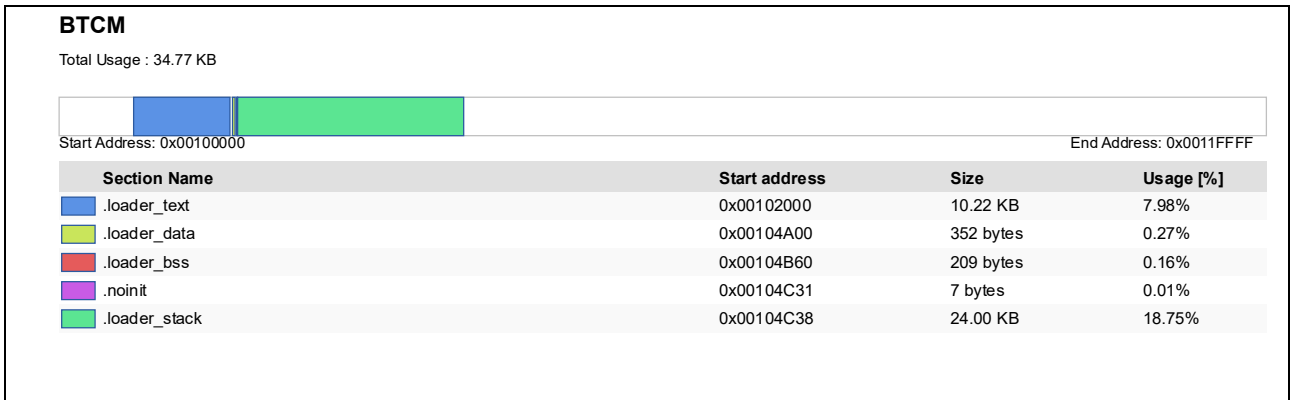 BTCM
Total Usage : 34.77 KB
Start Address: 0x00100000 End Address: 0x0011FFFF
Section Name Start address Size Usage [%]
.loader_text 0x00102000 10.22 KB 7.98%
.loader_data 0x00104A00 352 bytes 0.27%
.loader_bss 0x00104B60 209 bytes 0.16%
.noinit 0x00104C31 7 bytes 0.01%
.loader_stack 0x00104C38 24.00 KB 18.75%